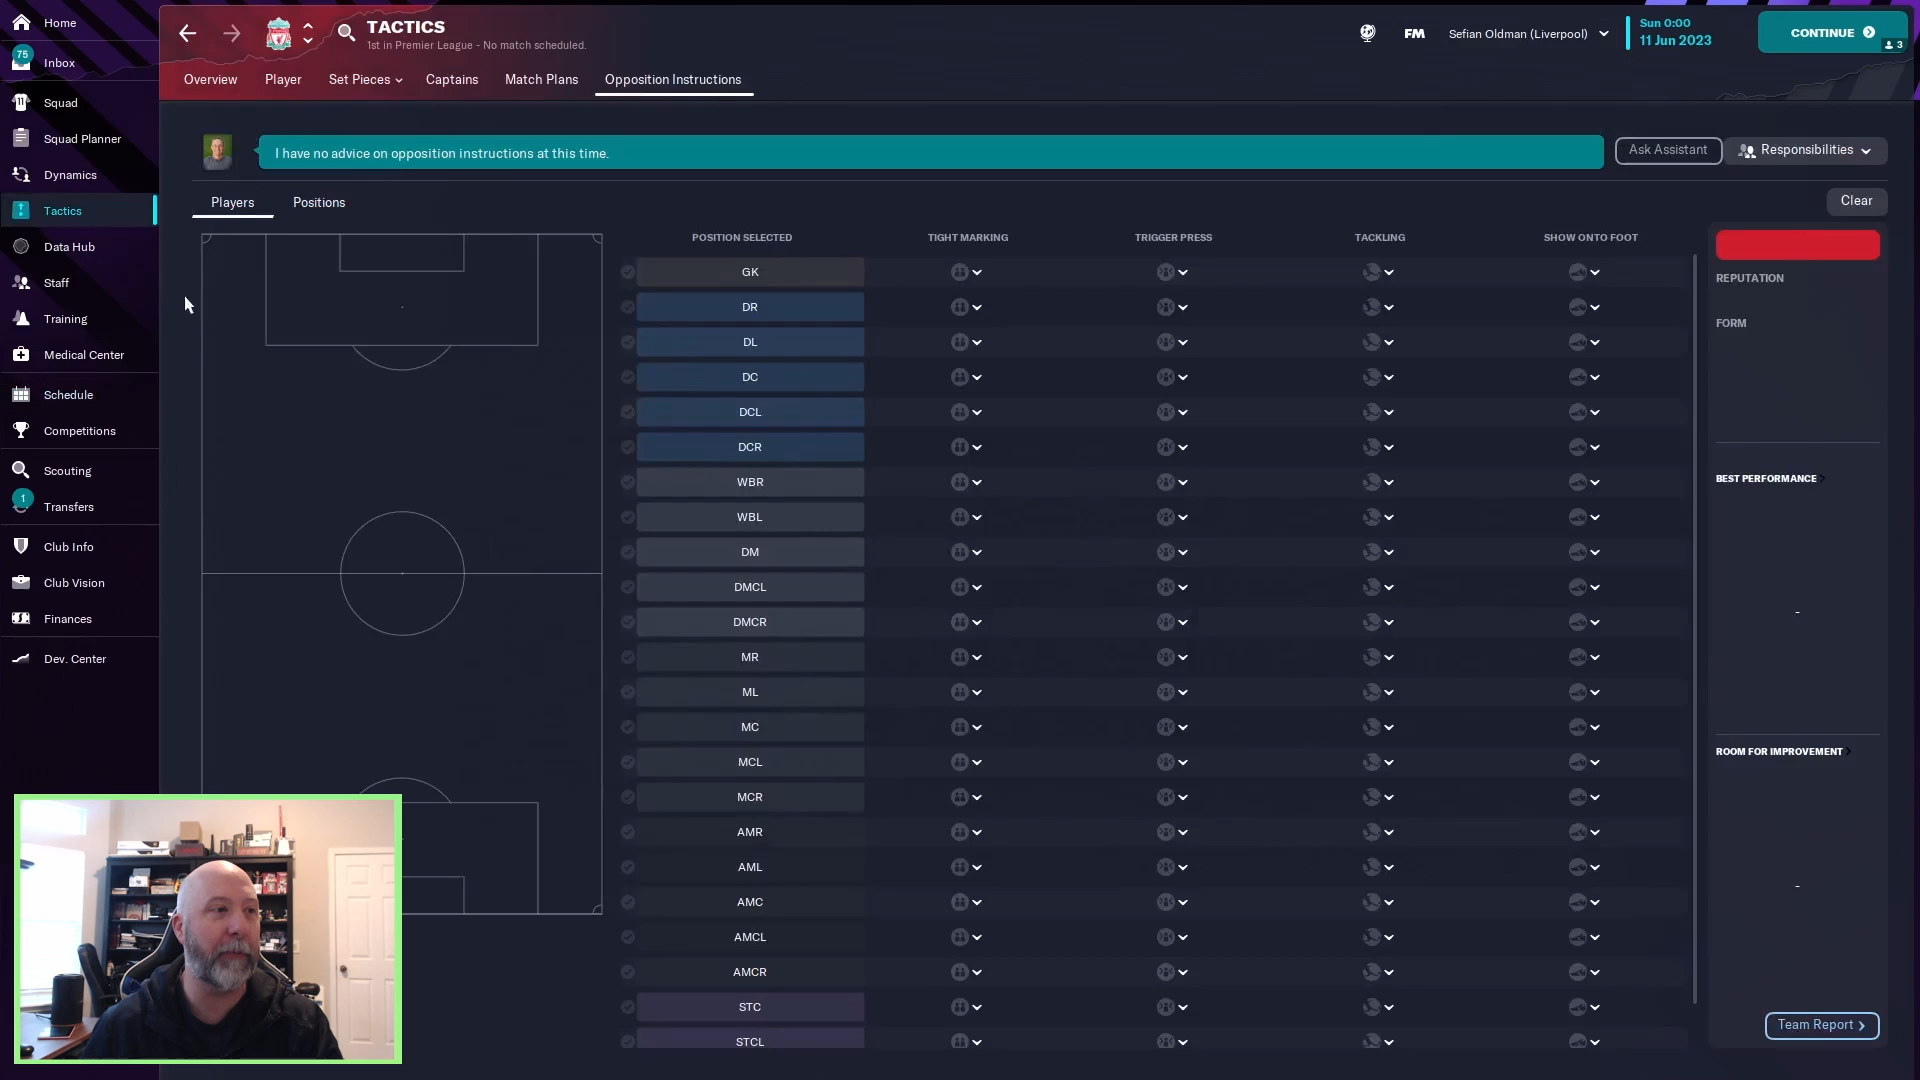 Home
75
Inbox
Squad
Squad Planner
Dynamics
Tactics
Data Hub
Staff
Training
Medical Center
Schedule
Competitions
Scouting
1
Transfers
Club Info
Club Vision
Finances
Dev. Center
TACTICS
1st in Premier League - No match scheduled.
FM
Sefian Oldman (Liverpool)
Sun 0:00
11 Jun 2023
CONTINUE
3
Overview
Player
Set Pieces
Captains
Match Plans
Opposition Instructions
I have no advice on opposition instructions at this time.
Ask Assistant
Responsibilities
Players
Positions
Clear
POSITION SELECTED
TIGHT MARKING
TRIGGER PRESS
TACKLING
SHOW ONTO FOOT
GK
DR
DL
DC
DCL
DCR
WBR
WBL
DM
DMCL
DMCR
MR
ML
MC
MCL
MCR
AMR
AML
AMC
AMCL
AMCR
STC
STCL
REPUTATION
FORM
BEST PERFORMANCE
-
ROOM FOR IMPROVEMENT
-
Team Report